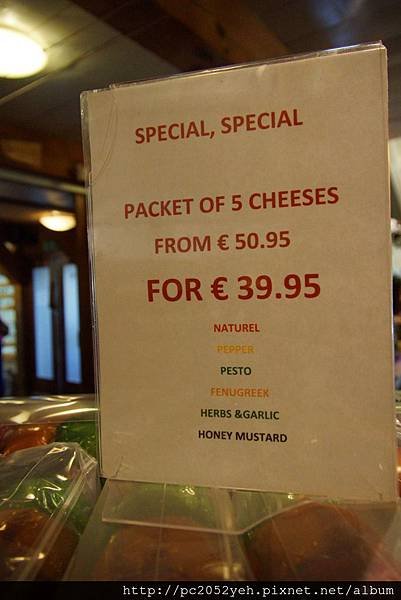 SPECIAL, SPECIAL
PACKET OF 5 CHEESES
FROM € 50.95
FOR € 39.95
NATUREL
PEPPER
PESTO
FENUGREEK
HERBS &GARLIC
HONEY MUSTARD
http://pc2052yeh.pixnet.net/album